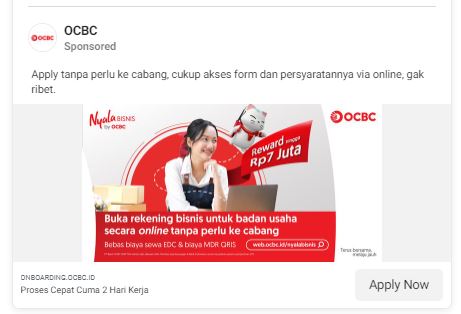 OCBC
OCBC
Sponsored
Apply tanpa perlu ke cabang, cukup akses form dan persyaratannya via online, gak
ribet.
Nyala BISNIS
by OCBC
OCBC
Reward hingga
Rp7 Juta
Buka rekening bisnis untuk badan usaha
secara online tanpa perlu ke cabang
Bebas biaya sewa EDC & biaya MDR QRIS
web.ocbc.id/nyalabisnis
Terus bersama,
melaju jauh
ONBOARDING.OCBC.ID
Proses Cepat Cuma 2 Hari Kerja
Apply Now